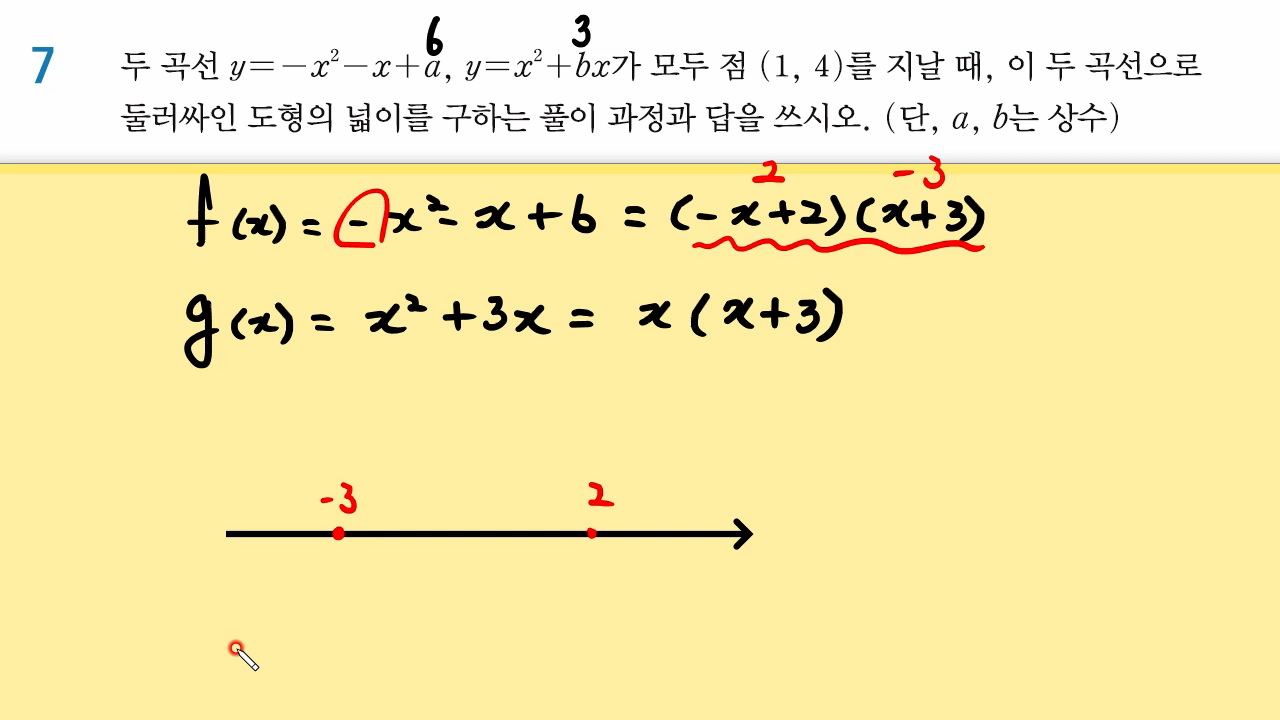 6 3
7 두 곡선 y=-x²-x+a, y=x²+bx가 모두 점 (1, 4)를 지날 때, 이 두 곡선으로
둘러싸인 도형의 넓이를 구하는 풀이 과정과 답을 쓰시오. (단, a, b는 상수)
2 -3
f(x) = -x²-x+6 = (-x+2)(x+3)
g(x) = x²+3x = x(x+3)
-3 2